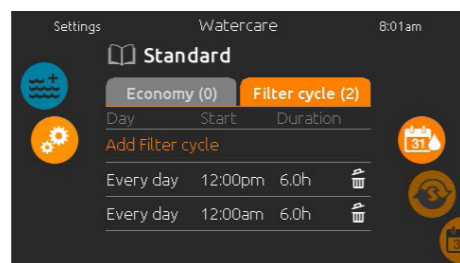 Settings Watercare 8:01am
Standard
Economy (0) Filter cycle (2)
Day Start Duration
Add Filter cycle
Every day 12:00pm 6.0h
Every day 12:00am 6.0h
31